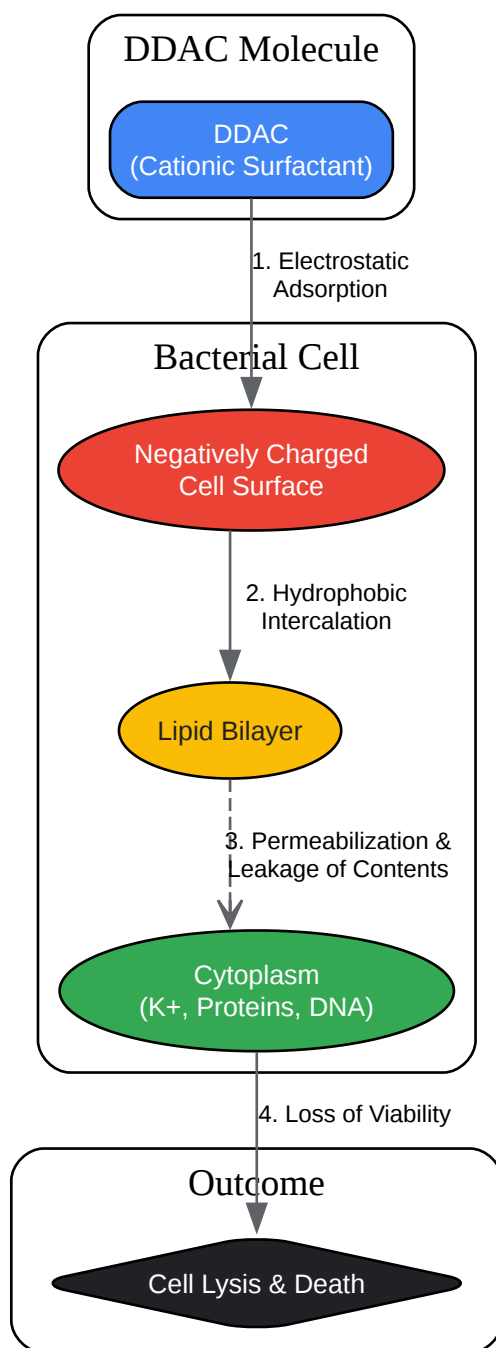 DDAC Molecule
DDAC
(Cationic Surfactant)
1. Electrostatic
Adsorption
Bacterial Cell
Negatively Charged
Cell Surface
2. Hydrophobic
Intercalation
Lipid Bilayer
3. Permeabilization &
Leakage of Contents
Cytoplasm
(K+, Proteins, DNA)
4. Loss of Viability
Outcome
Cell Lysis & Death